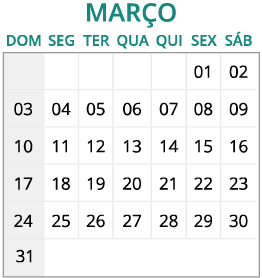 MARÇO
DOM SEG TER QUA QUI SEX SÁB
01 02
03 04 05 06 07 08 09
10 11 12 13 14 15 16
17 18 19 20 21 22 23
24 25 26 27 28 29 30
31